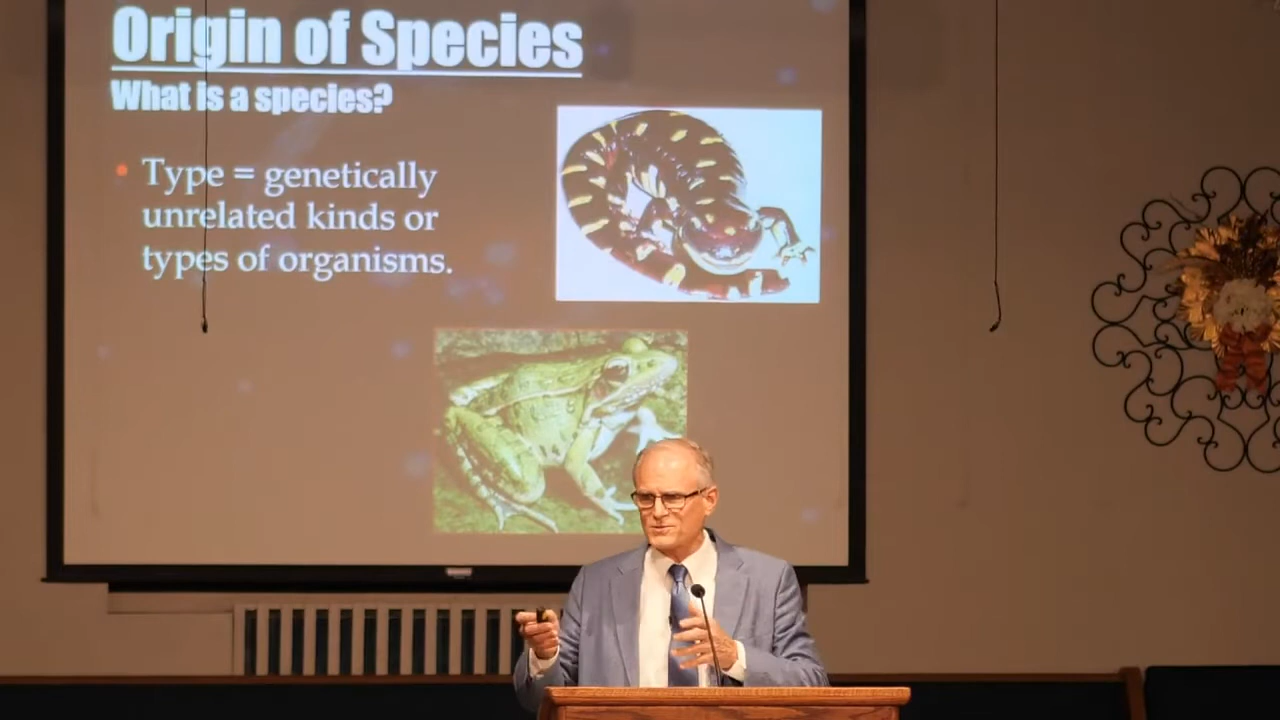 Origin of Species
What is a species?
Type = genetically
unrelated kinds or
types of organisms.